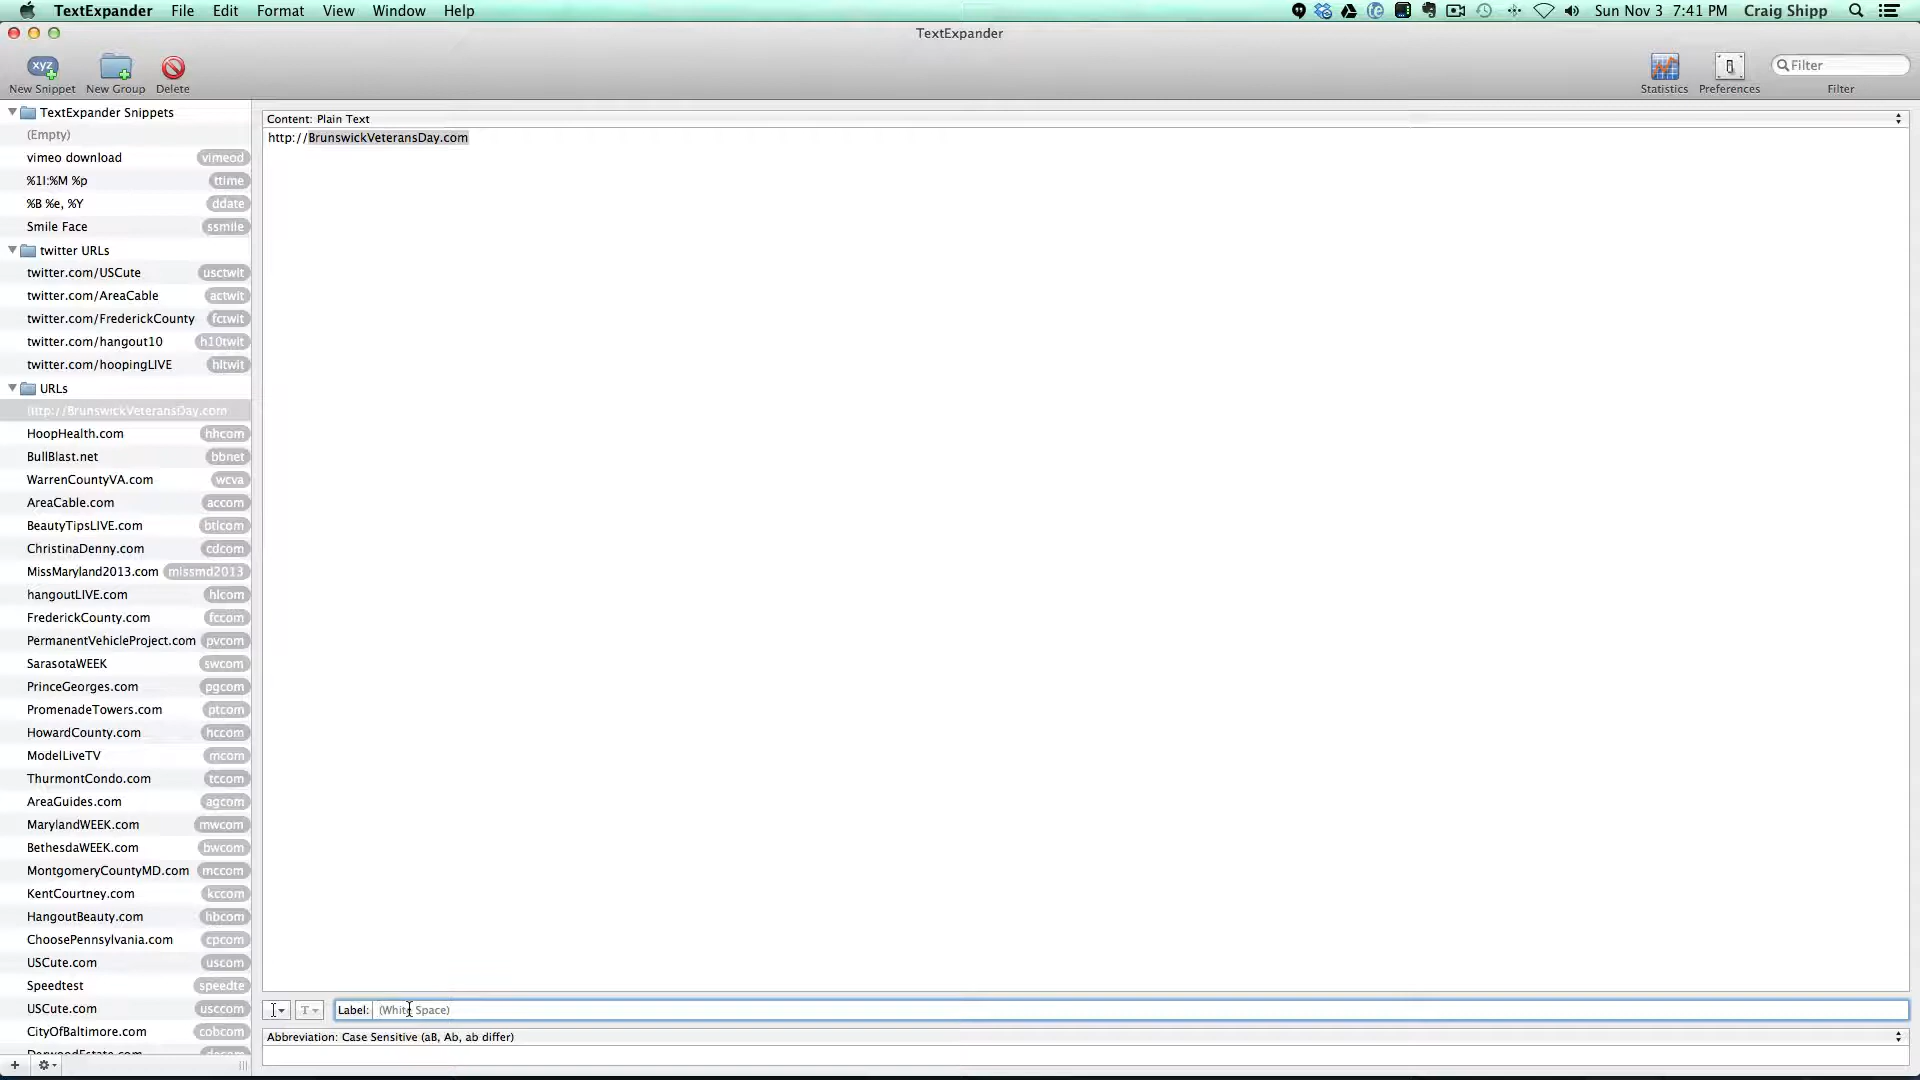 TextExpander File Edit Format View Window Help Sun Nov 3 7:41 PM Craig Shipp
TextExpander
xyz
New Snippet New Group Delete Statistics Preferences Filter
Filter
TextExpander Snippets
(Empty)
vimeo download vimeod
%1I:%M %p ttime
%B %e, %Y ddate
Smile Face ssmile
twitter URLs
twitter.com/USCute usctwit
twitter.com/AreaCable actwit
twitter.com/FrederickCounty fctwit
twitter.com/hangout10 h10twit
twitter.com/hoopingLIVE hltwit
URLs
http://BrunswickVeteransDay.com
HoopHealth.com hhcom
BullBlast.net bbnet
WarrenCountyVA.com wcva
AreaCable.com accom
BeautyTipsLIVE.com btlcom
ChristinaDenny.com cdcom
MissMaryland2013.com missmd2013
hangoutLIVE.com hlcom
FrederickCounty.com fccom
PermanentVehicleProject.com pvcom
SarasotaWEEK swcom
PrinceGeorges.com pgcom
PromenadeTowers.com ptcom
HowardCounty.com hccom
ModelLiveTV mcom
ThurmontCondo.com tccom
AreaGuides.com agcom
MarylandWEEK.com mwcom
BethesdaWEEK.com bwcom
MontgomeryCountyMD.com mccom
KentCourtney.com kccom
HangoutBeauty.com hbcom
ChoosePennsylvania.com cpcom
USCute.com uscom
Speedtest speedte
USCute.com usccom
CityOfBaltimore.com cobcom
DerwoodEstate.com decom
Content: Plain Text
http://BrunswickVeteransDay.com
Label: (White Space)
Abbreviation: Case Sensitive (aB, Ab, ab differ)